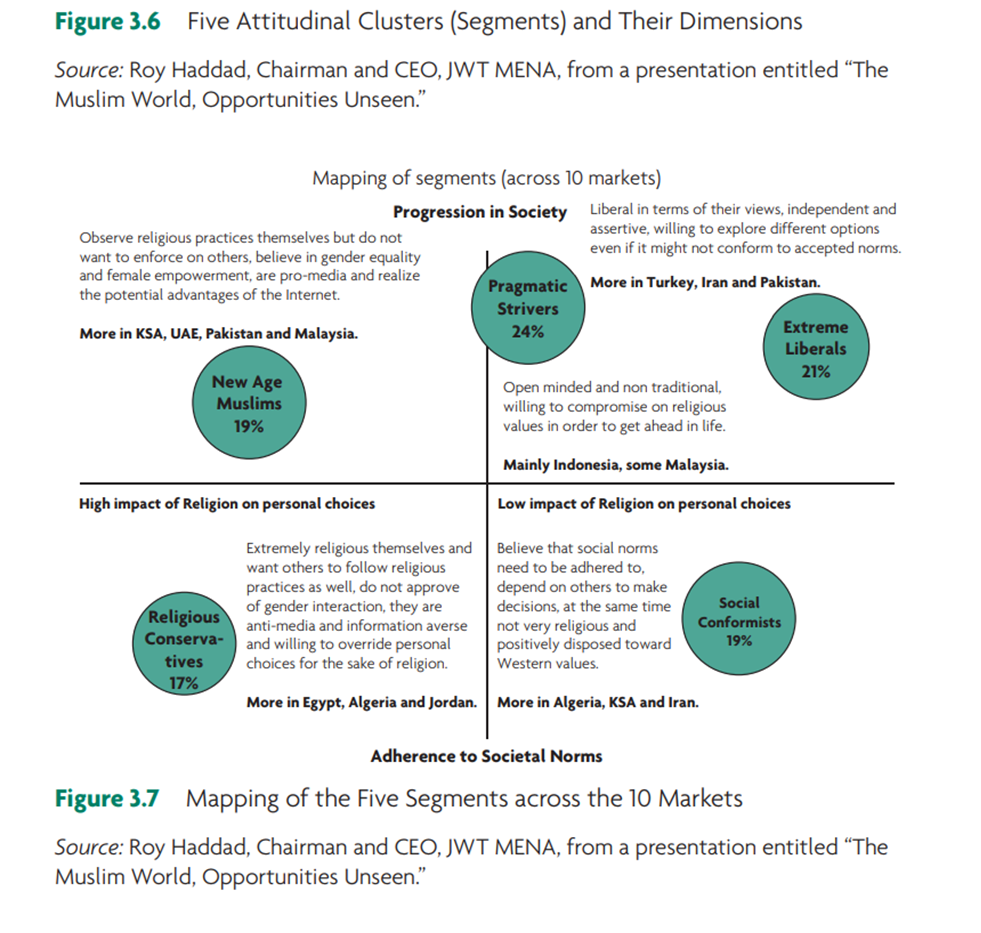 Figure 3.6 Five Attitudinal Clusters (Segments) and Their Dimensions
Source: Roy Haddad, Chairman and CEO, JWT MENA, from a presentation entitled “The
Muslim World, Opportunities Unseen.”
Mapping of segments (across 10 markets)
Progression in Society
Observe religious practices themselves but do not
want to enforce on others, believe in gender equality
and female empowerment, are pro-media and realize
the potential advantages of the Internet.
More in KSA, UAE, Pakistan and Malaysia.
New Age
Muslims
19%
Pragmatic
Strivers
24%
Open minded and non traditional,
willing to compromise on religious
values in order to get ahead in life.
Mainly Indonesia, some Malaysia.
Liberal in terms of their views, independent and
assertive, willing to explore different options
even if it might not conform to accepted norms.
More in Turkey, Iran and Pakistan.
Extreme
Liberals
21%
High impact of Religion on personal choices
Low impact of Religion on personal choices
Religious
Conserva-
tives
17%
Extremely religious themselves and
want others to follow religious
practices as well, do not approve
of gender interaction, they are
anti-media and information averse
and willing to override personal
choices for the sake of religion.
More in Egypt, Algeria and Jordan.
Believe that social norms
need to be adhered to,
depend on others to make
decisions, at the same time
not very religious and
positively disposed toward
Western values.
More in Algeria, KSA and Iran.
Social
Conformists
19%
Adherence to Societal Norms
Figure 3.7 Mapping of the Five Segments across the 10 Markets
Source: Roy Haddad, Chairman and CEO, JWT MENA, from a presentation entitled “The
Muslim World, Opportunities Unseen.”